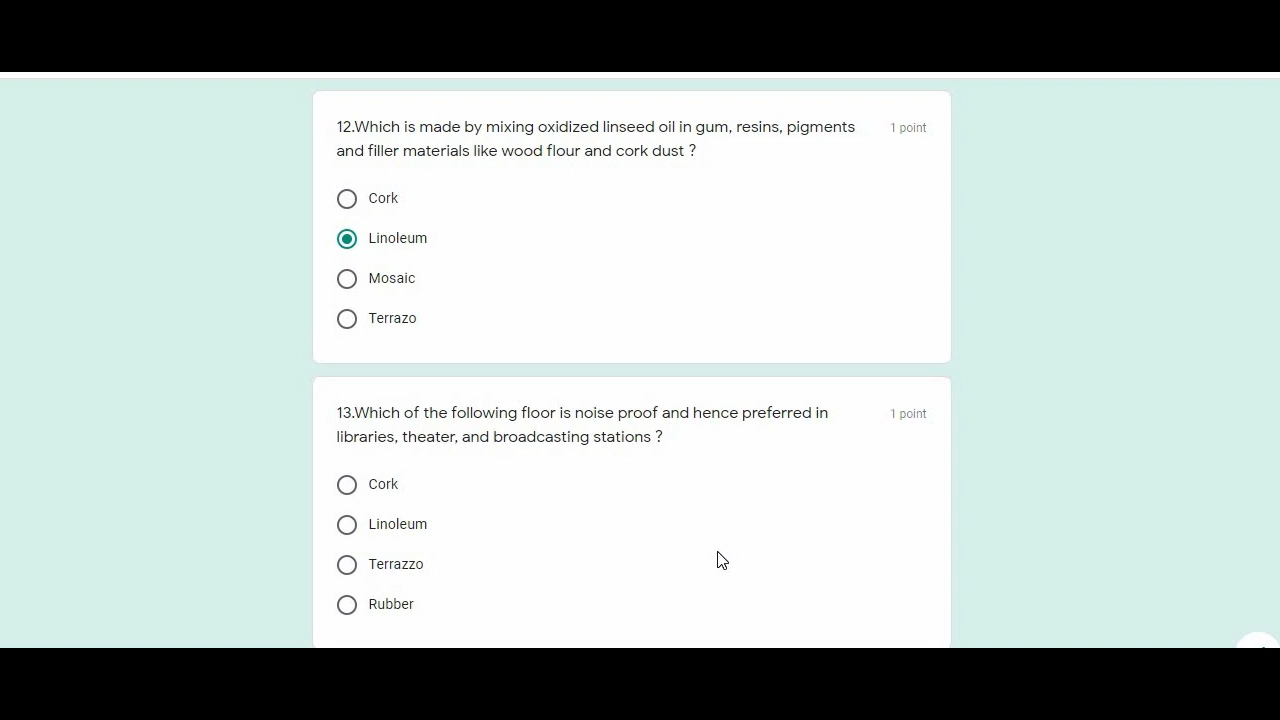 12.Which is made by mixing oxidized linseed oil in gum, resins, pigments
and filler materials like wood flour and cork dust ?
1 point
Cork
Linoleum
Mosaic
Terrazo
13.Which of the following floor is noise proof and hence preferred in
libraries, theater, and broadcasting stations ?
1 point
Cork
Linoleum
Terrazzo
Rubber